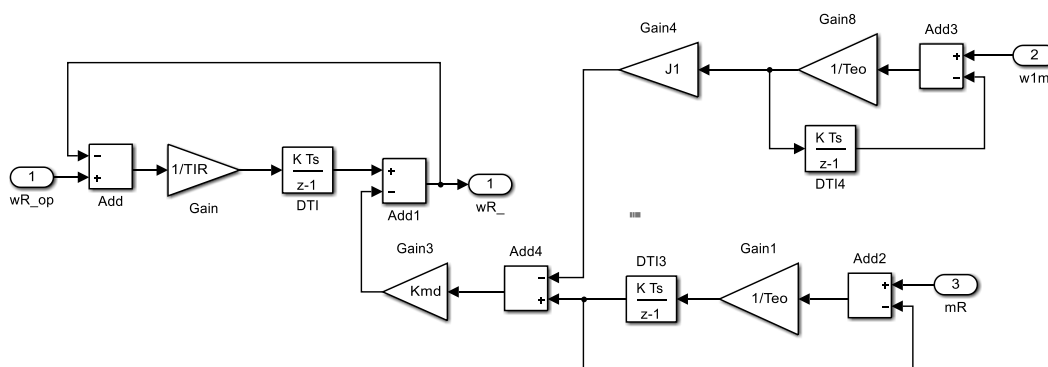 Gain4
Gain8
Add3
J1
1/Teo
+
−
2
w1m
K Ts
z-1
DTI4
−
+
1
wR_op
Add
1/TIR
Gain
K Ts
z-1
DTI
+
−
Add1
1
wR_
Gain3
Kmd
Add4
−
+
DTI3
K Ts
z-1
Gain1
1/Teo
Add2
+
−
3
mR